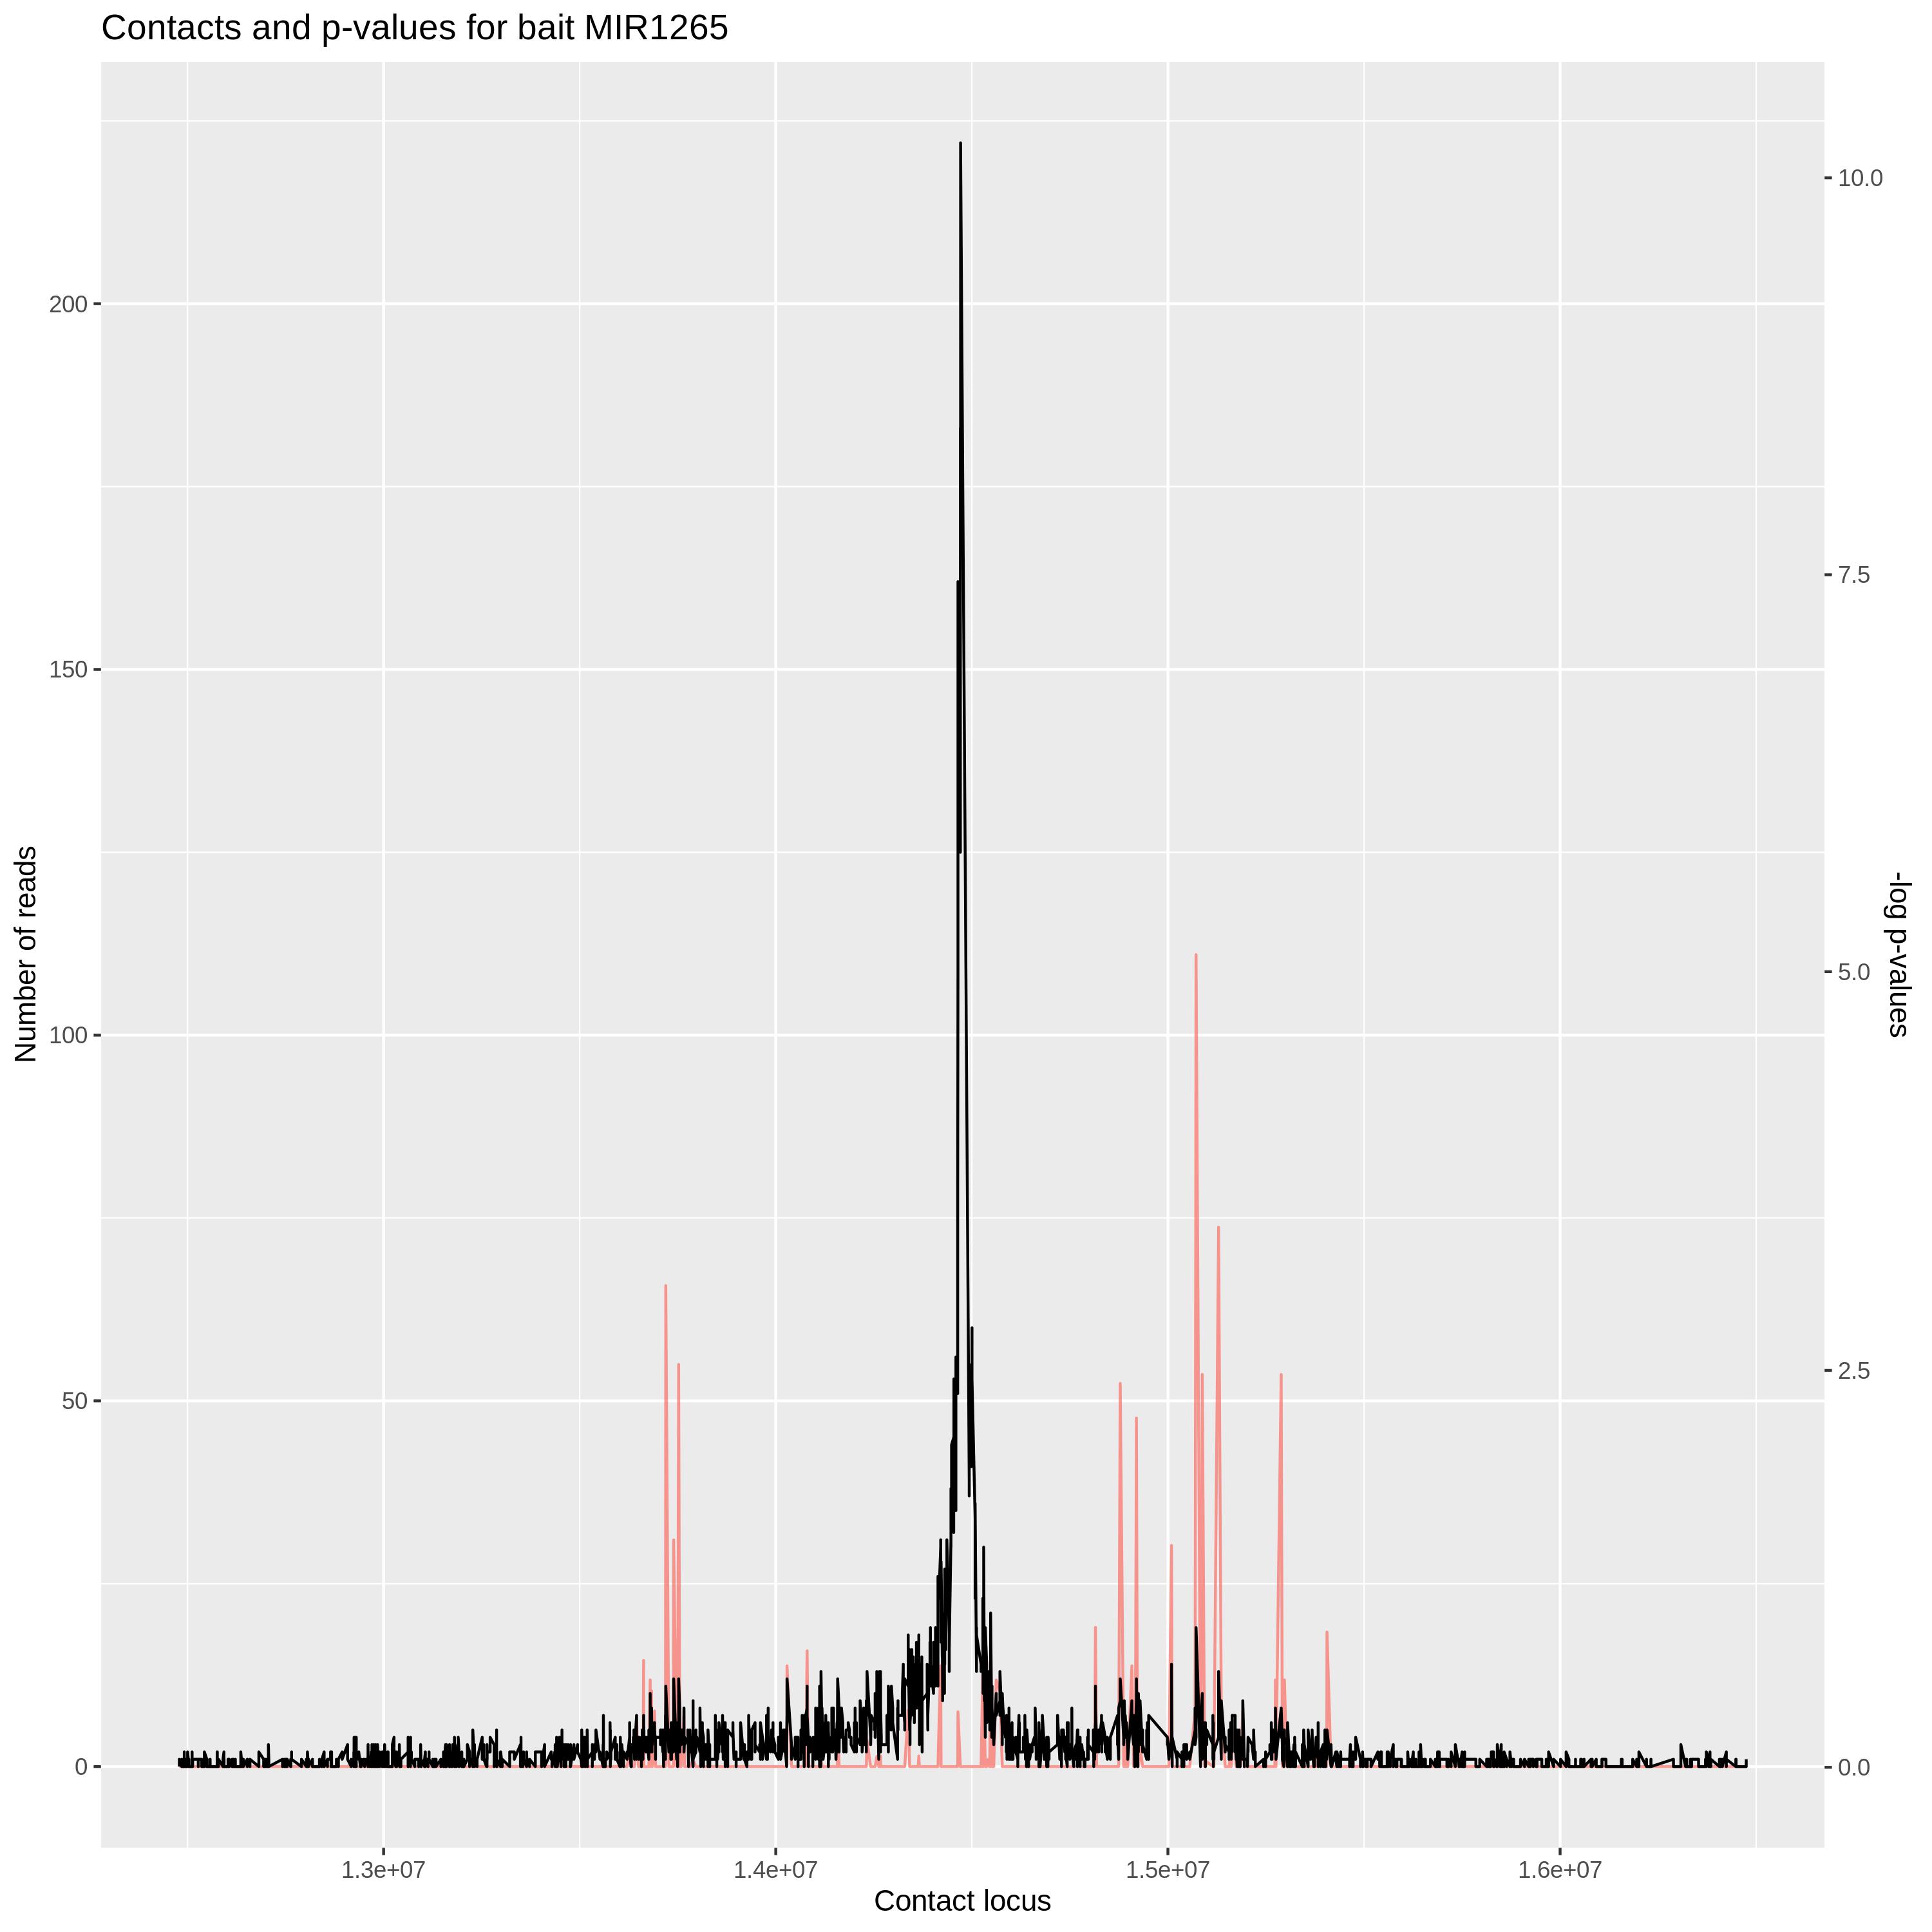 Contacts and p-values for bait MIR1265
200
150
100
50
0
Number of reads
10.0
7.5
5.0
2.5
0.0
-log p-values
1.3e+07
1.4e+07
1.5e+07
1.6e+07
Contact locus